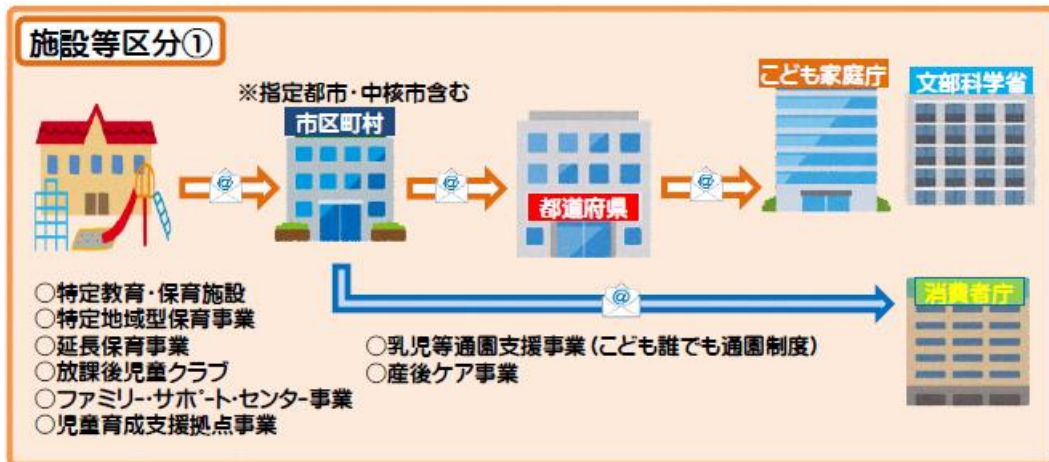 施設等区分①
※指定都市・中核市含む
市区町村
都道府県
こども家庭庁
文部科学省
@
@
@
@
消費者庁
○特定教育・保育施設
○特定地域型保育事業
○延長保育事業
○放課後児童クラブ
○ファミリー・サポート・センター事業
○児童育成支援拠点事業
○乳児等通園支援事業(こども誰でも通園制度)
○産後ケア事業